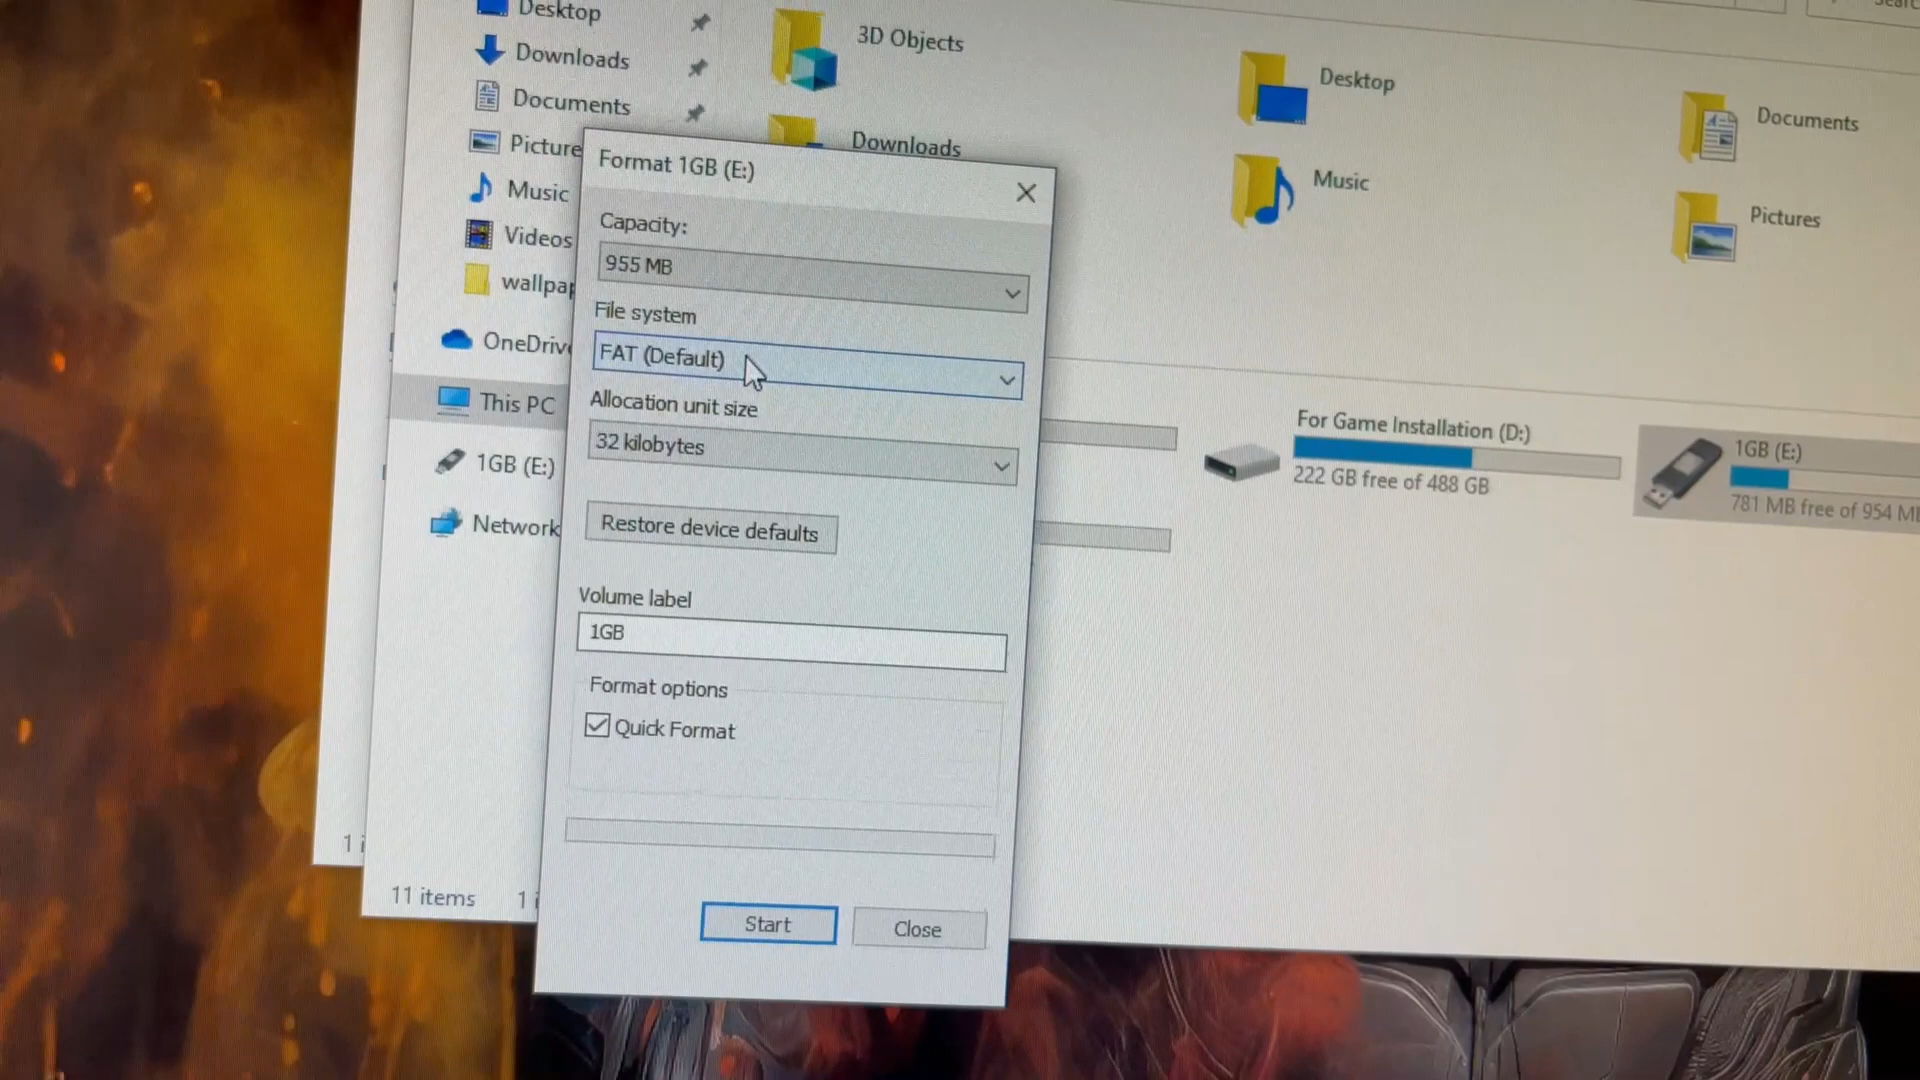 Desktop
Downloads
Documents
Picture
Music
Videos
wallpap
OneDrive
This PC
1GB (E:)
Network
11 items
3D Objects
Desktop
Documents
Downloads
Music
Pictures
For Game Installation (D:)
222 GB free of 488 GB
1GB (E:)
781 MB free of 954 MB
Format 1GB (E:)
Capacity:
955 MB
File system
FAT (Default)
Allocation unit size
32 kilobytes
Restore device defaults
Volume label
1GB
Format options
Quick Format
Start
Close